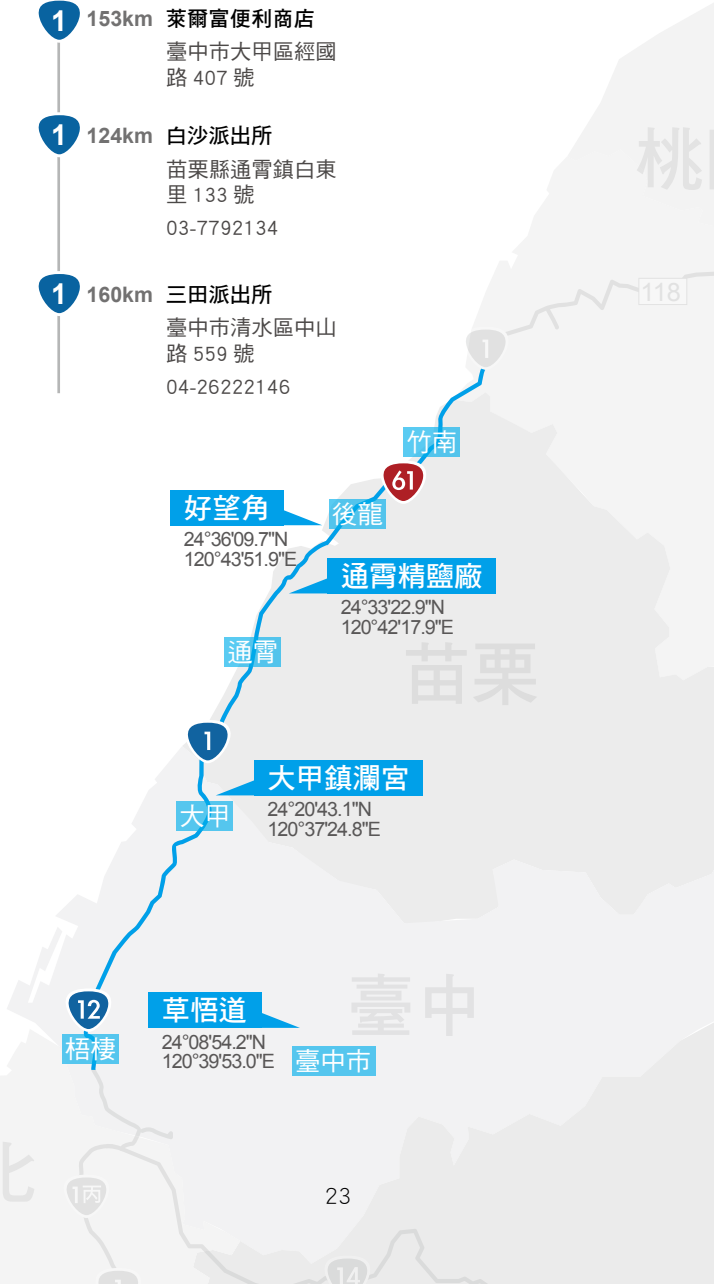 1 153km 萊爾富便利商店
臺中市大甲區經國
路 407 號
1 124km 白沙派出所
苗栗縣通霄鎮白東
里 133 號
03-7792134
1 160km 三田派出所
臺中市清水區中山
路 559 號
04-26222146
桃
118
1
竹南
61
好望角
24°36'09.7"N
120°43'51.9"E
後龍
通霄精鹽廠
24°33'22.9"N
120°42'17.9"E
通霄
苗栗
1
大甲鎮瀾宮
24°20'43.1"N
120°37'24.8"E
大甲
臺中
12
草悟道
24°08'54.2"N
120°39'53.0"E
梧棲
臺中市
1丙
23
14
1